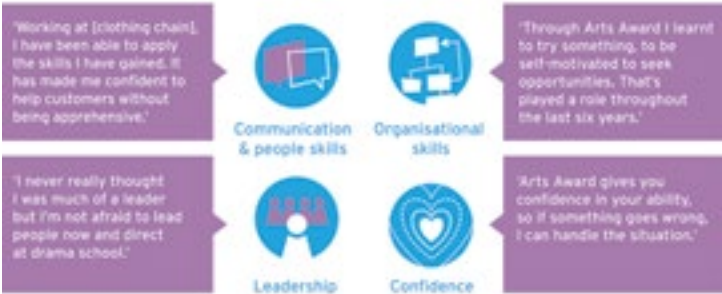 'Working at [clothing chain],
I have been able to apply
the skills I have gained. It
has made me confident to
help customers without
being apprehensive.'
Communication
& people skills
Organisational
skills
'Through Arts Award I learnt
to try something, to be
self-motivated to seek
opportunities. That's
played a role throughout
the last six years.'
'I never really thought
I was much of a leader
but I'm not afraid to lead
people now and direct
at drama school.'
Leadership
Confidence
'Arts Award gives you
confidence in your ability,
so if something goes wrong,
I can handle the situation.'